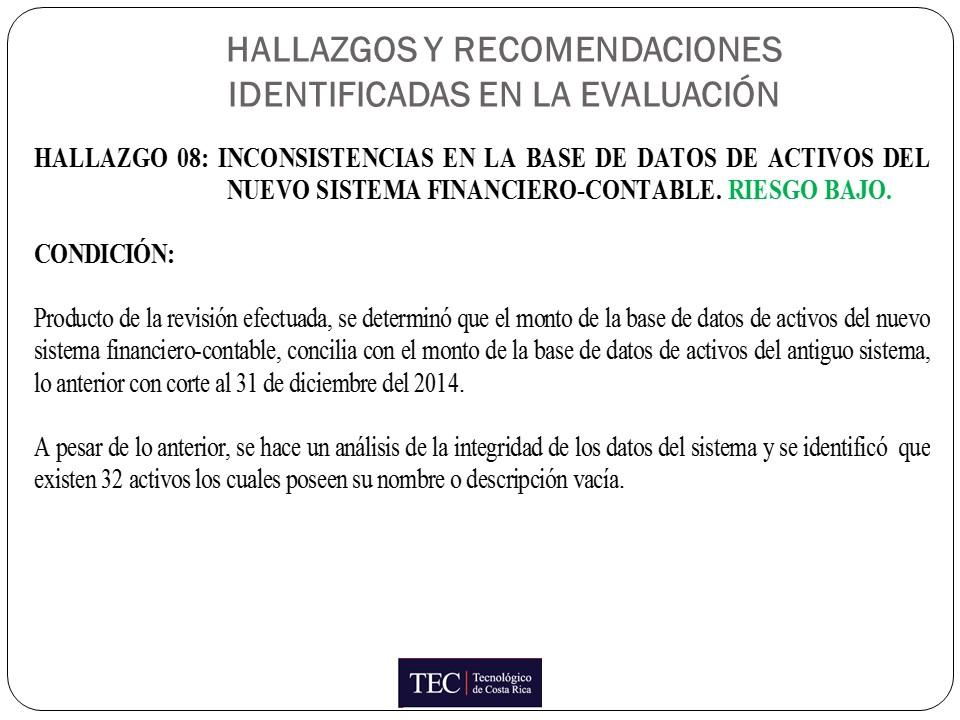 HALLAZGOS Y RECOMENDACIONES
IDENTIFICADAS EN LA EVALUACIÓN
HALLAZGO 08: INCONSISTENCIAS EN LA BASE DE DATOS DE ACTIVOS DEL
NUEVO SISTEMA FINANCIERO-CONTABLE. RIESGO BAJO.
CONDICIÓN:
Producto de la revisión efectuada, se determinó que el monto de la base de datos de activos del nuevo
sistema financiero-contable, concilia con el monto de la base de datos de activos del antiguo sistema,
lo anterior con corte al 31 de diciembre del 2014.
A pesar de lo anterior, se hace un análisis de la integridad de los datos del sistema y se identificó que
existen 32 activos los cuales poseen su nombre o descripción vacía.
TEC | Tecnológico
de Costa Rica